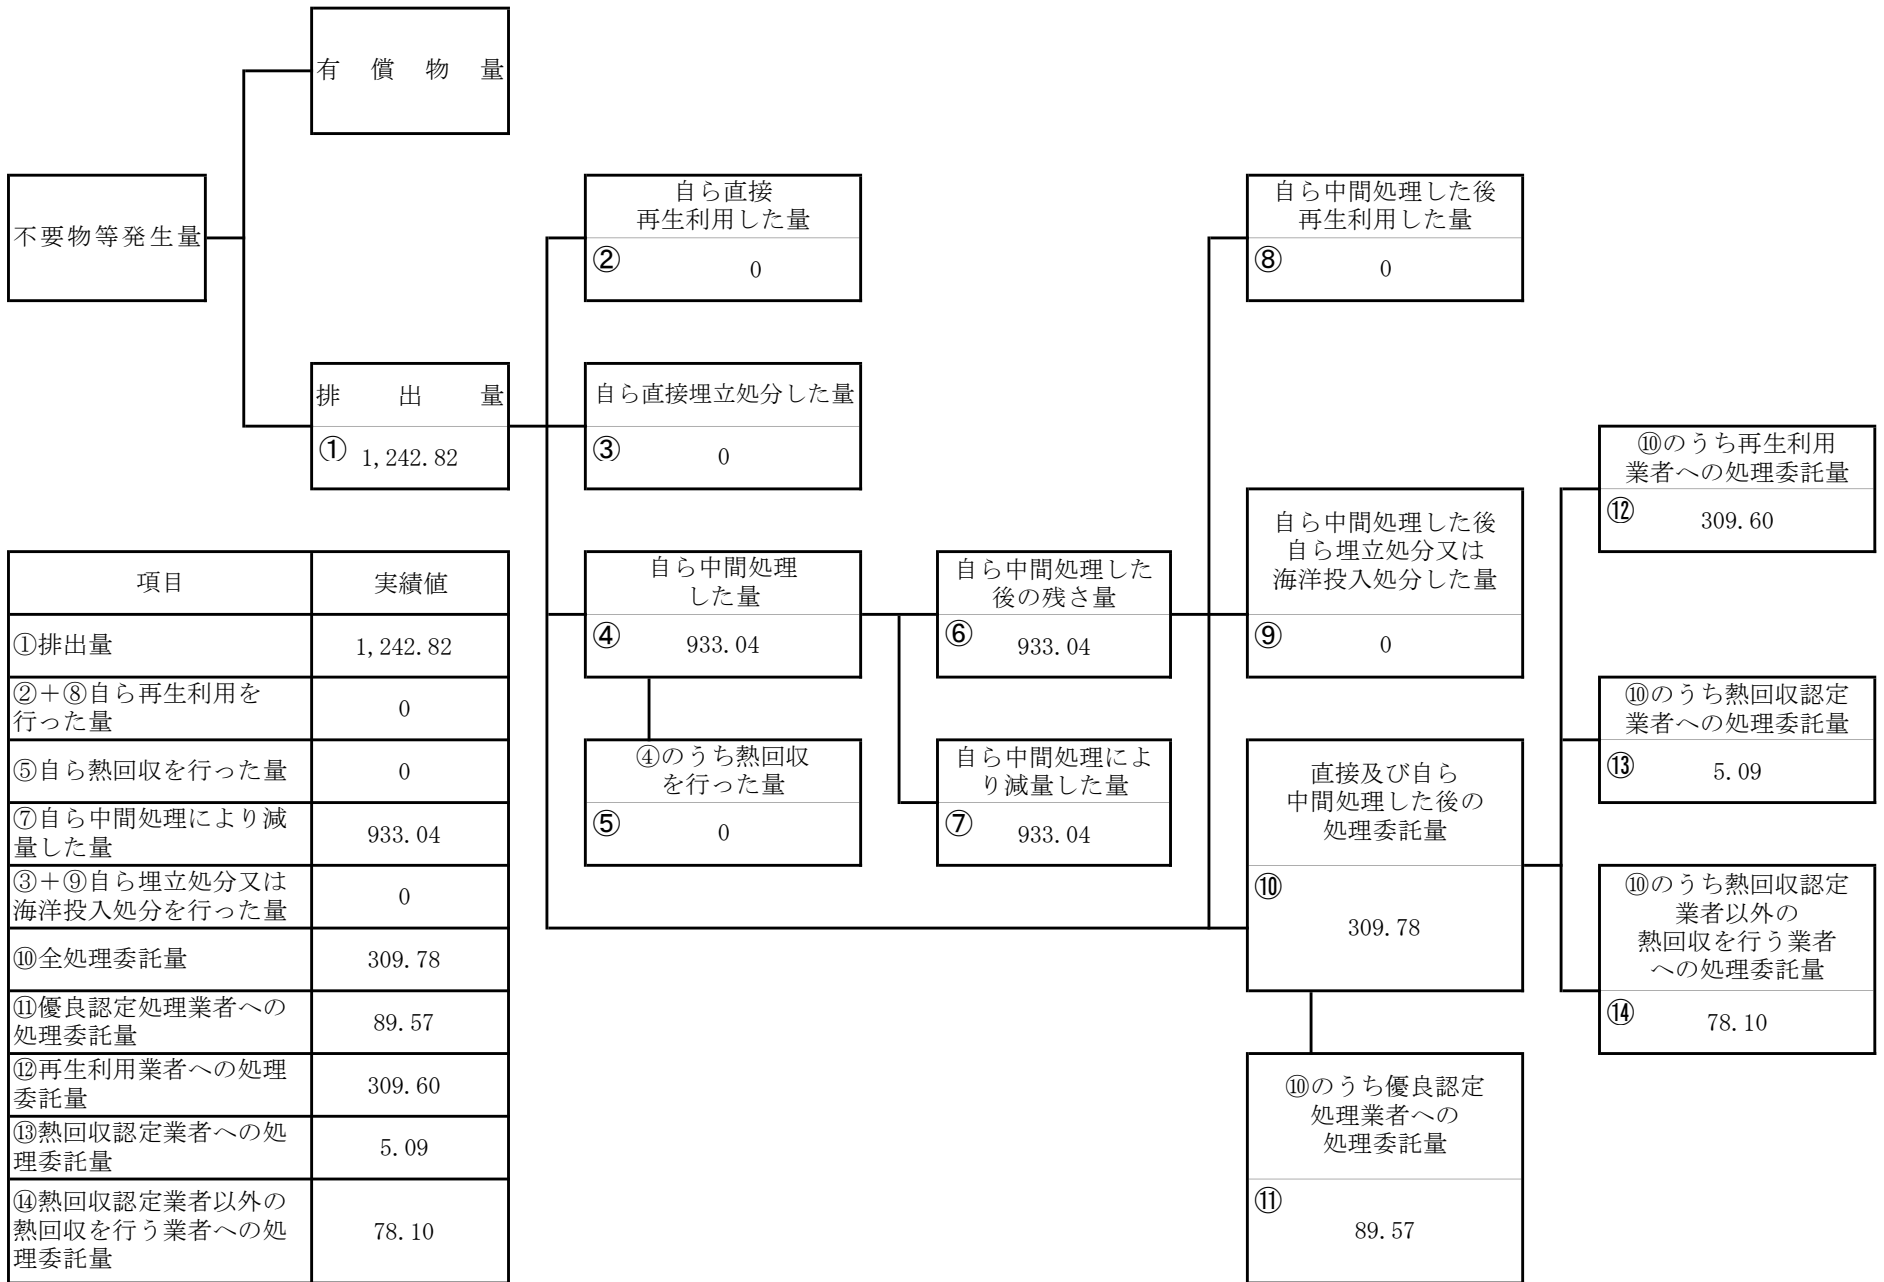 有償物量
不要物等発生量
排出量
① 1,242.82
自ら直接
再生利用した量
② 0
自ら直接埋立処分した量
③ 0
自ら中間処理
した量
④ 933.04
④のうち熱回収
を行った量
⑤ 0
自ら中間処理した
後の残さ量
⑥ 933.04
自ら中間処理によ
り減量した量
⑦ 933.04
自ら中間処理した後
再生利用した量
⑧ 0
自ら中間処理した後
自ら埋立処分又は
海洋投入処分した量
⑨ 0
直接及び自ら
中間処理した後の
処理委託量
⑩
309.78
⑩のうち優良認定
処理業者への
処理委託量
⑪
89.57
⑩のうち再生利用
業者への処理委託量
⑫ 309.60
⑩のうち熱回収認定
業者への処理委託量
⑬ 5.09
⑩のうち熱回収認定
業者以外の
熱回収を行う業者
への処理委託量
⑭ 78.10
項目 実績値
①排出量 1,242.82
②＋⑧自ら再生利用を
行った量 0
⑤自ら熱回収を行った量 0
⑦自ら中間処理により減
量した量 933.04
③＋⑨自ら埋立処分又は
海洋投入処分を行った量 0
⑩全処理委託量 309.78
⑪優良認定処理業者への
処理委託量 89.57
⑫再生利用業者への処理
委託量 309.60
⑬熱回収認定業者への処
理委託量 5.09
⑭熱回収認定業者以外の
熱回収を行う業者への処
理委託量 78.10